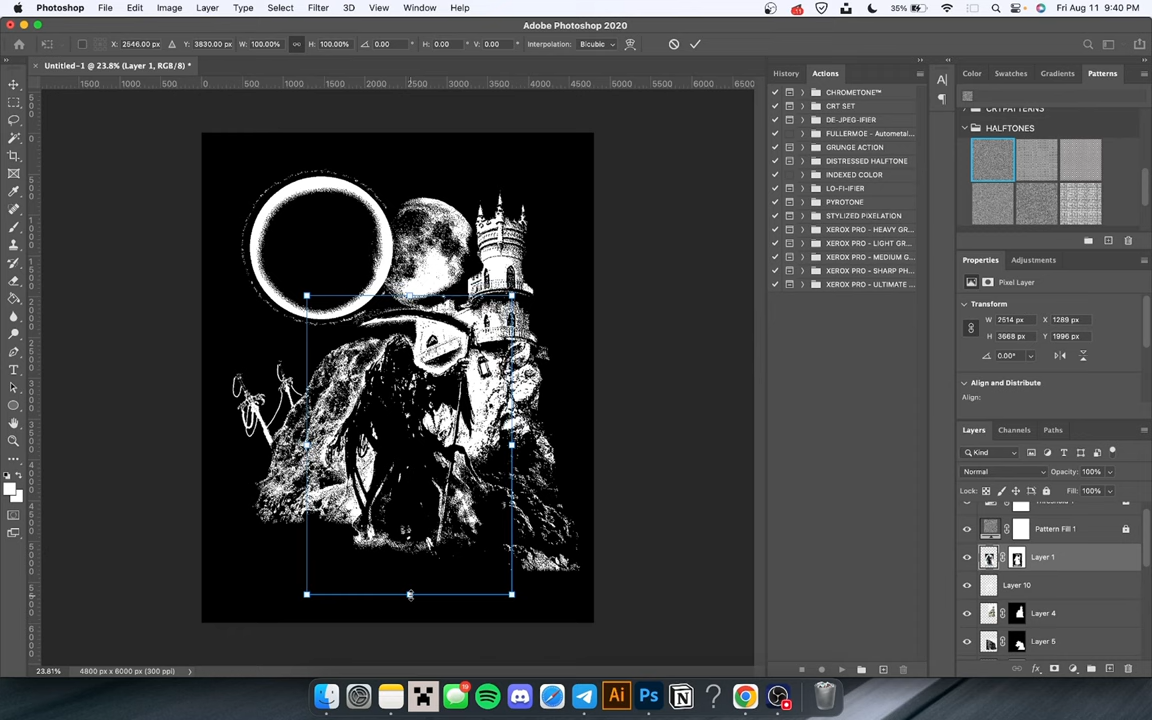 Photoshop File Edit Image Layer Type Select Filter 3D View Window Help 35% Fri Aug 11 9:40 PM
Adobe Photoshop 2020
X: 2546.00 px Y: 3830.00 px W: 100.00% H: 100.00% 0.00 H: 0.00 V: 0.00 Interpolation: Bicubic
Untitled-1 @ 23.8% (Layer 1, RGB/8) *
1500 1000 500 0 500 1000 1500 2000 2500 3000 3500 4000 4500 5000 5500 6000 6500
History Actions
CHROMETONE™
CRT SET
DE-JPEG-IFIER
FULLERMOE - Autometal...
GRUNGE ACTION
DISTRESSED HALFTONE
INDEXED COLOR
LO-FI-IFIER
PYROTONE
STYLIZED PIXELATION
XEROX PRO - HEAVY GR...
XEROX PRO - LIGHT GR...
XEROX PRO - MEDIUM G...
XEROX PRO - SHARP PH...
XEROX PRO - ULTIMATE ...
Color Swatches Gradients Patterns
CRTPATTERNS
HALFTONES
Properties Adjustments
Pixel Layer
Transform
W 2514 px X 1289 px
H 3668 px Y 1996 px
0.00°
Align and Distribute
Align:
Layers Channels Paths
Kind
Normal Opacity: 100%
Lock: Fill: 100%
Pattern Fill 1
Layer 1
Layer 10
Layer 4
Layer 5
23.81% 4800 px x 6000 px (300 ppi)
19
Ai Ps